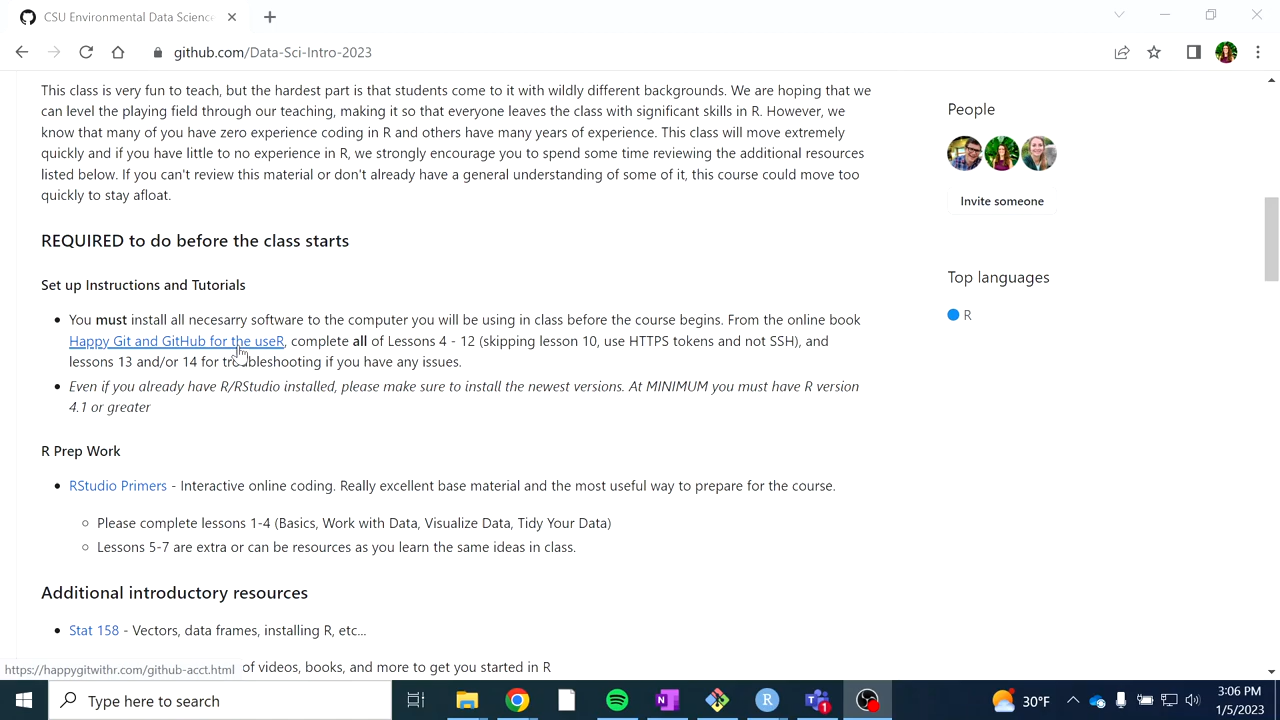 CSU Environmental Data Science
github.com/Data-Sci-Intro-2023
This class is very fun to teach, but the hardest part is that students come to it with wildly different backgrounds. We are hoping that we
can level the playing field through our teaching, making it so that everyone leaves the class with significant skills in R. However, we
know that many of you have zero experience coding in R and others have many years of experience. This class will move extremely
quickly and if you have little to no experience in R, we strongly encourage you to spend some time reviewing the additional resources
listed below. If you can't review this material or don't already have a general understanding of some of it, this course could move too
quickly to stay afloat.
People
Invite someone
Top languages
R
REQUIRED to do before the class starts
Set up Instructions and Tutorials
• You must install all necesarry software to the computer you will be using in class before the course begins. From the online book
Happy Git and GitHub for the useR, complete all of Lessons 4 - 12 (skipping lesson 10, use HTTPS tokens and not SSH), and
lessons 13 and/or 14 for troubleshooting if you have any issues.
• Even if you already have R/RStudio installed, please make sure to install the newest versions. At MINIMUM you must have R version
4.1 or greater
R Prep Work
• RStudio Primers - Interactive online coding. Really excellent base material and the most useful way to prepare for the course.
○ Please complete lessons 1-4 (Basics, Work with Data, Visualize Data, Tidy Your Data)
○ Lessons 5-7 are extra or can be resources as you learn the same ideas in class.
Additional introductory resources
• Stat 158 - Vectors, data frames, installing R, etc...
of videos, books, and more to get you started in R
https://happygitwithr.com/github-acct.html
Type here to search
30°F
3:06 PM
1/5/2023